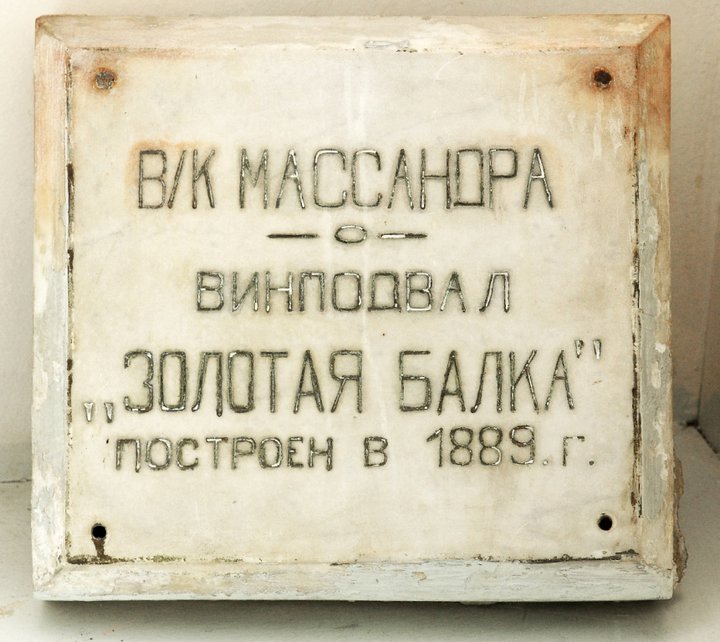 В/К МАССАНДРА
ВИНПОДВАЛ
„ЗОЛОТАЯ БАЛКА"
ПОСТРОЕН В 1889.г.